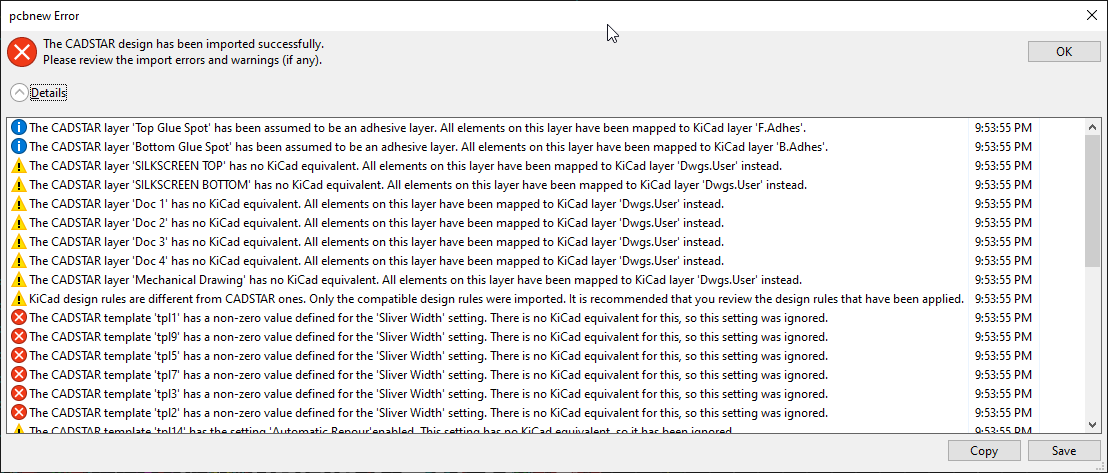 pcbnew Error
The CADSTAR design has been imported successfully.
Please review the import errors and warnings (if any).
OK
Details
The CADSTAR layer 'Top Glue Spot' has been assumed to be an adhesive layer. All elements on this layer have been mapped to KiCad layer 'F.Adhes'. 9:53:55 PM
The CADSTAR layer 'Bottom Glue Spot' has been assumed to be an adhesive layer. All elements on this layer have been mapped to KiCad layer 'B.Adhes'. 9:53:55 PM
The CADSTAR layer 'SILKSCREEN TOP' has no KiCad equivalent. All elements on this layer have been mapped to KiCad layer 'Dwgs.User' instead. 9:53:55 PM
The CADSTAR layer 'SILKSCREEN BOTTOM' has no KiCad equivalent. All elements on this layer have been mapped to KiCad layer 'Dwgs.User' instead. 9:53:55 PM
The CADSTAR layer 'Doc 1' has no KiCad equivalent. All elements on this layer have been mapped to KiCad layer 'Dwgs.User' instead. 9:53:55 PM
The CADSTAR layer 'Doc 2' has no KiCad equivalent. All elements on this layer have been mapped to KiCad layer 'Dwgs.User' instead. 9:53:55 PM
The CADSTAR layer 'Doc 3' has no KiCad equivalent. All elements on this layer have been mapped to KiCad layer 'Dwgs.User' instead. 9:53:55 PM
The CADSTAR layer 'Doc 4' has no KiCad equivalent. All elements on this layer have been mapped to KiCad layer 'Dwgs.User' instead. 9:53:55 PM
The CADSTAR layer 'Mechanical Drawing' has no KiCad equivalent. All elements on this layer have been mapped to KiCad layer 'Dwgs.User' instead. 9:53:55 PM
KiCad design rules are different from CADSTAR ones. Only the compatible design rules were imported. It is recommended that you review the design rules that have been applied. 9:53:55 PM
The CADSTAR template 'tpl1' has a non-zero value defined for the 'Sliver Width' setting. There is no KiCad equivalent for this, so this setting was ignored. 9:53:55 PM
The CADSTAR template 'tpl9' has a non-zero value defined for the 'Sliver Width' setting. There is no KiCad equivalent for this, so this setting was ignored. 9:53:55 PM
The CADSTAR template 'tpl5' has a non-zero value defined for the 'Sliver Width' setting. There is no KiCad equivalent for this, so this setting was ignored. 9:53:55 PM
The CADSTAR template 'tpl7' has a non-zero value defined for the 'Sliver Width' setting. There is no KiCad equivalent for this, so this setting was ignored. 9:53:55 PM
The CADSTAR template 'tpl3' has a non-zero value defined for the 'Sliver Width' setting. There is no KiCad equivalent for this, so this setting was ignored. 9:53:55 PM
The CADSTAR template 'tpl2' has a non-zero value defined for the 'Sliver Width' setting. There is no KiCad equivalent for this, so this setting was ignored. 9:53:55 PM
The CADSTAR template 'tpl14' has the setting 'Automatic Repour'enabled. This setting has no KiCad equivalent, so it has been ignored. 9:53:55 PM
Copy
Save